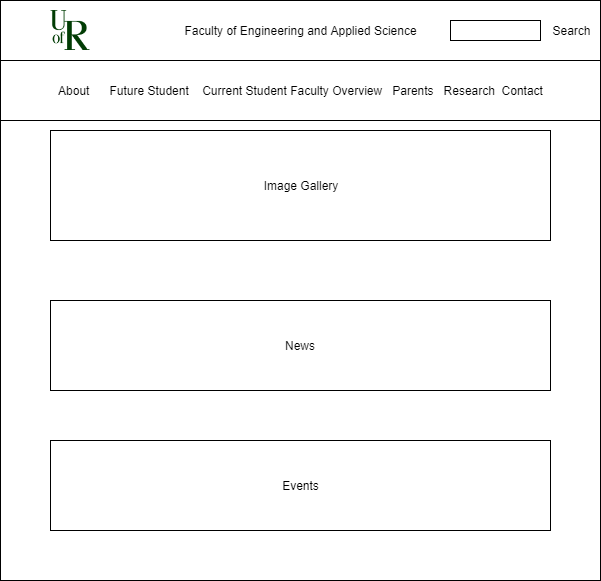 U
of R
Faculty of Engineering and Applied Science Search
About Future Student Current Student Faculty Overview Parents Research Contact
Image Gallery
News
Events